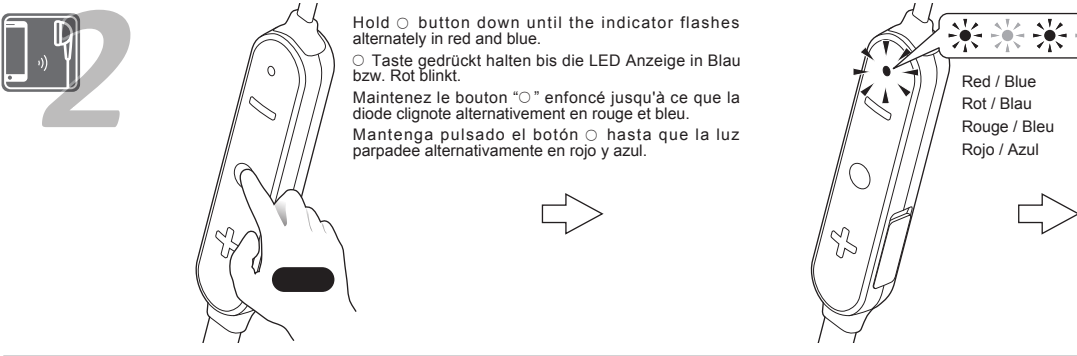 2
Hold ○ button down until the indicator flashes
alternately in red and blue.
○ Taste gedrückt halten bis die LED Anzeige in Blau
bzw. Rot blinkt.
Maintenez le bouton “○” enfoncé jusqu'à ce que la
diode clignote alternativement en rouge et bleu.
Mantenga pulsado el botón ○ hasta que la luz
parpadee alternativamente en rojo y azul.
Red / Blue
Rot / Blau
Rouge / Bleu
Rojo / Azul